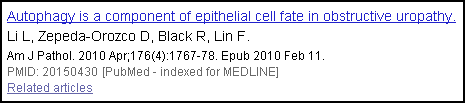 Autophagy is a component of epithelial cell fate in obstructive uropathy.
Li L, Zepeda-Orozco D, Black R, Lin F.
Am J Pathol. 2010 Apr;176(4):1767-78. Epub 2010 Feb 11.
PMID: 20150430 [PubMed - indexed for MEDLINE]
Related articles